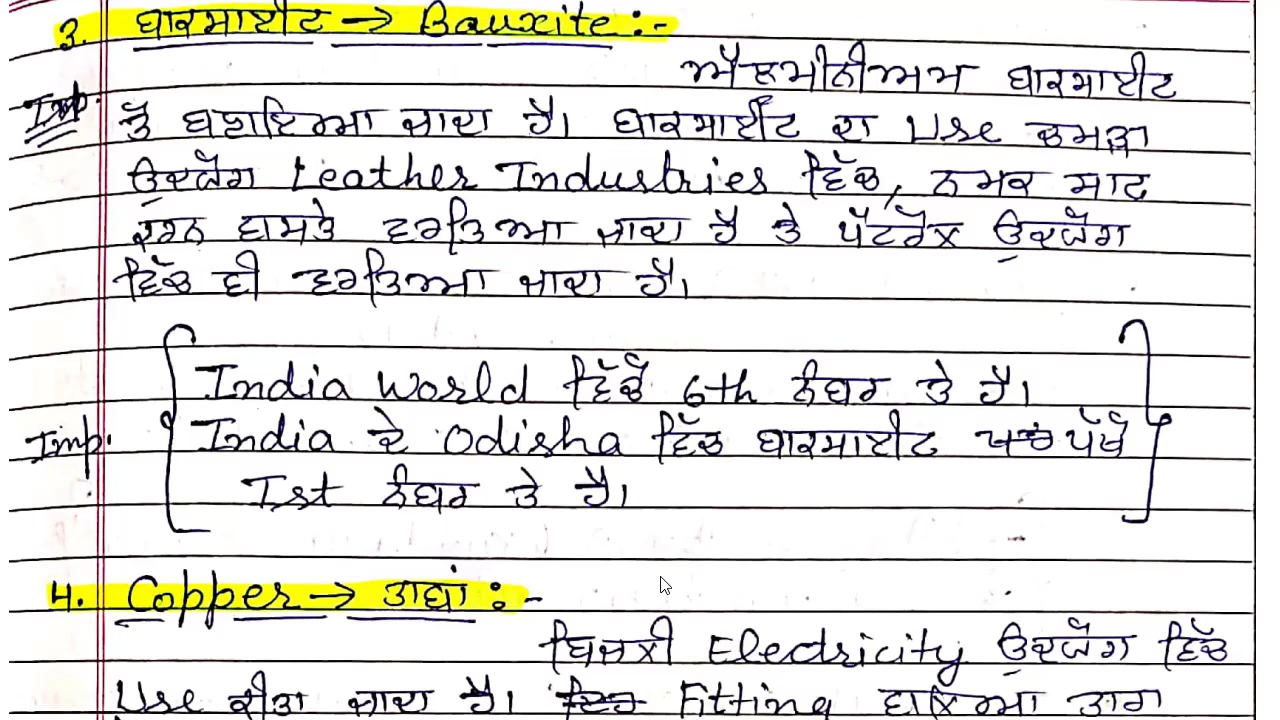 3. ਬਾਕਸਾਈਟ → Bauxite :-
ਐਲੂਮੀਨੀਅਮ ਬਾਕਸਾਈਟ
Imp. ਤੋਂ ਬਣਾਇਆ ਜਾਂਦਾ ਹੈ। ਬਾਕਸਾਈਟ ਦਾ Use ਚਮੜਾ
ਉਦਯੋਗ Leather Industries ਵਿੱਚ, ਨਮਕ ਸਾਫ
ਕਰਨ ਵਾਸਤੇ ਵਰਤਿਆ ਜਾਂਦਾ ਹੈ ਤੇ ਪੈਟਰੋਲ ਉਦਯੋਗ
ਵਿੱਚ ਵੀ ਵਰਤਿਆ ਜਾਂਦਾ ਹੈ।
India World ਵਿੱਚੋਂ 6th ਨੰਬਰ ਤੇ ਹੈ।
Imp. India ਦੇ Odisha ਵਿੱਚ ਬਾਕਸਾਈਟ ਪੱਖੋਂ
Ist ਨੰਬਰ ਤੇ ਹੈ।
4. Copper → ਤਾਂਬਾ :-
ਬਿਜਲੀ Electricity ਉਦਯੋਗ ਵਿੱਚ
Use ਕੀਤਾ ਜਾਂਦਾ ਹੈ। Fitting ਵਾਲਿਆ ਤਾਰ